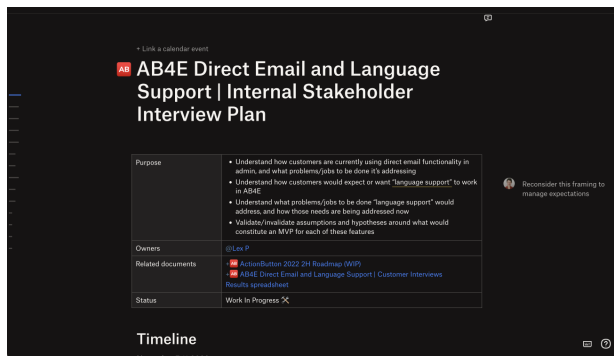 + Link a calendar event
AB AB4E Direct Email and Language
Support | Internal Stakeholder
Interview Plan
Purpose
• Understand how customers are currently using direct email functionality in
admin, and what problems/jobs to be done it's addressing
• Understand how customers would expect or want "language support" to work
in AB4E
• Understand what problems/jobs to be done "language support" would
address, and how those needs are being addressed now
• Validate/invalidate assumptions and hypotheses around what would
constitute an MVP for each of these features
Reconsider this framing to
manage expectations
Owners
@Lex P
Related documents
+AB ActionButton 2022 2H Roadmap (WIP)
+AB AB4E Direct Email and Language Support | Customer Interviews
Results spreadsheet
Status
Work In Progress 🛠
Timeline